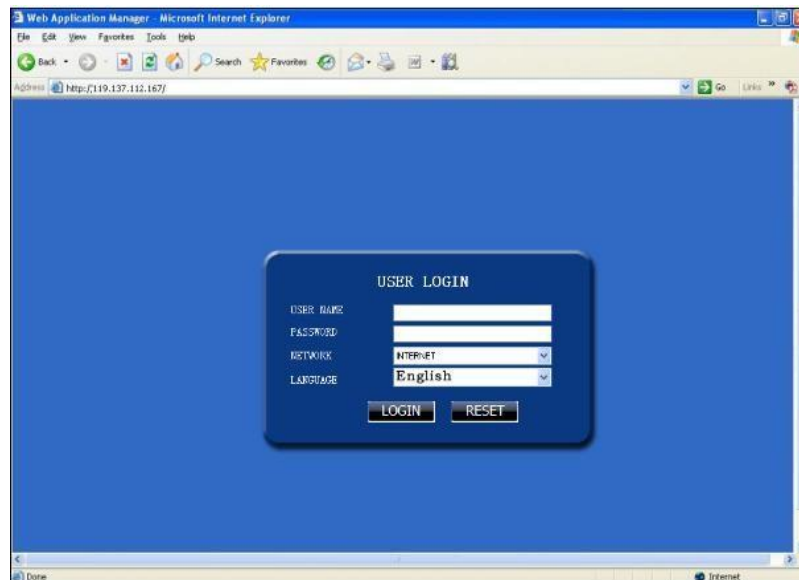 Web Application Manager - Microsoft Internet Explorer
File Edit View Favorites Tools Help
Back Search Favorites
Address http://119.137.112.167/ Go Links »
USER LOGIN
USER NAME
PASSWORD
NETWORK INTERNET
LANGUAGE English
LOGIN RESET
Done Internet